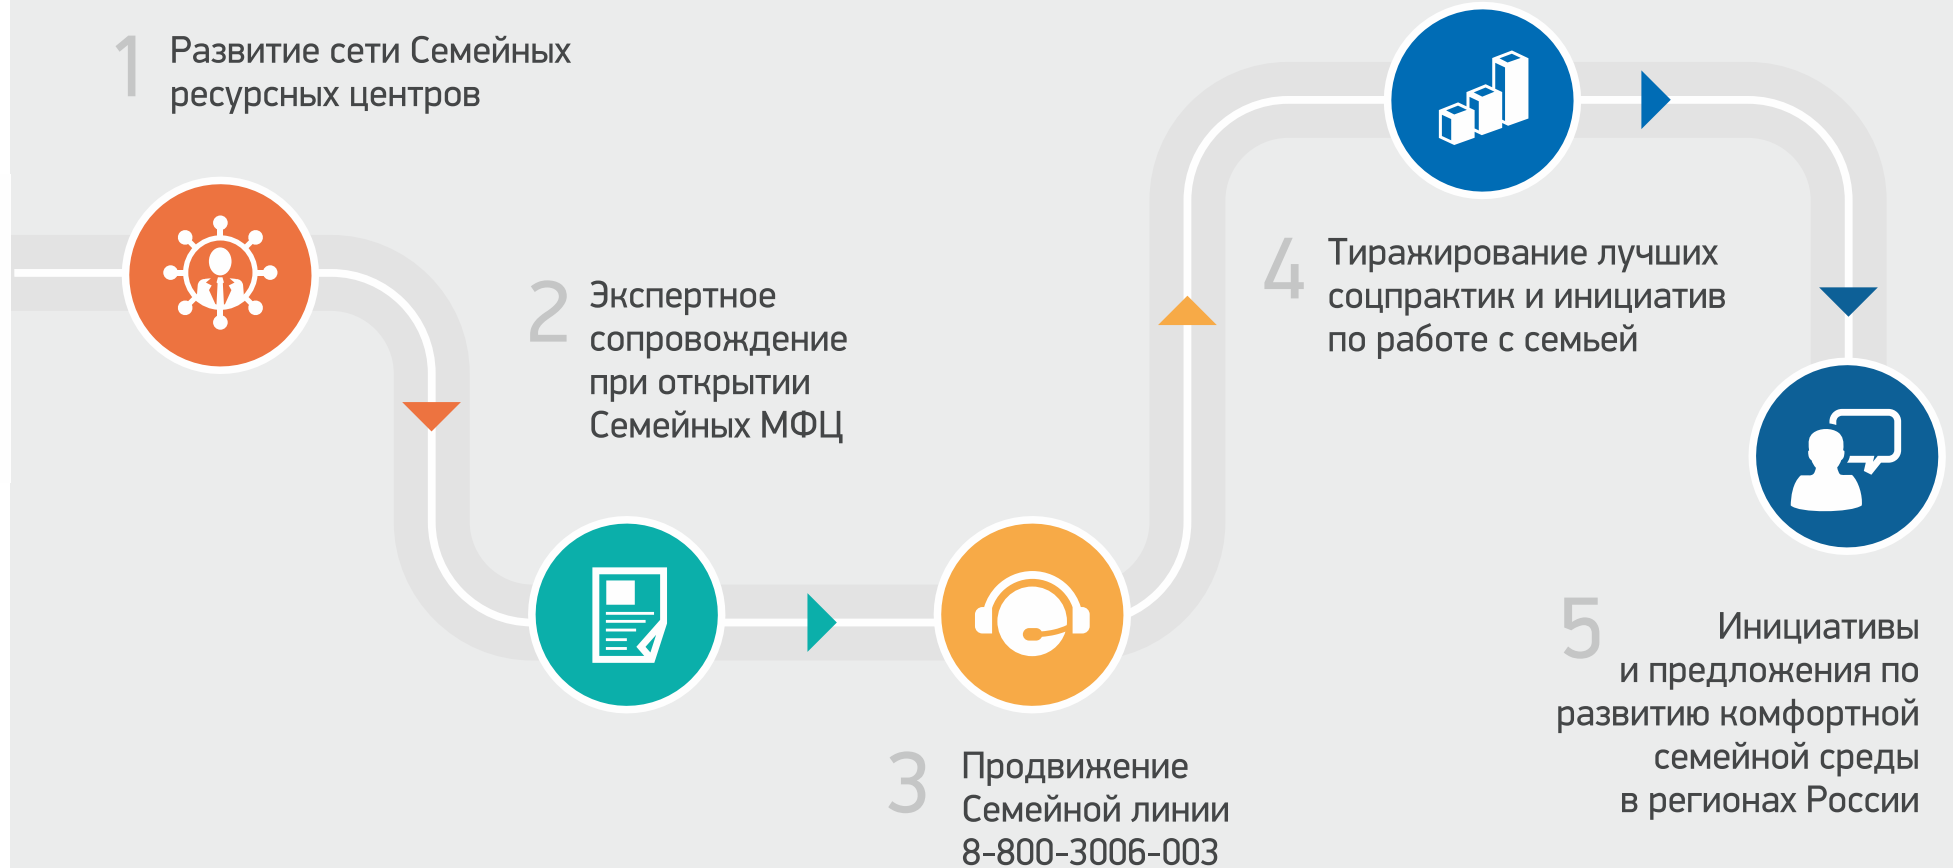 1
Развитие сети Семейных
ресурсных центров
2
Экспертное
сопровождение
при открытии
Семейных МФЦ
3
Продвижение
Семейной линии
8-800-3006-003
4
Тиражирование лучших
соцпрактик и инициатив
по работе с семьей
5
Инициативы
и предложения по
развитию комфортной
семейной среды
в регионах России